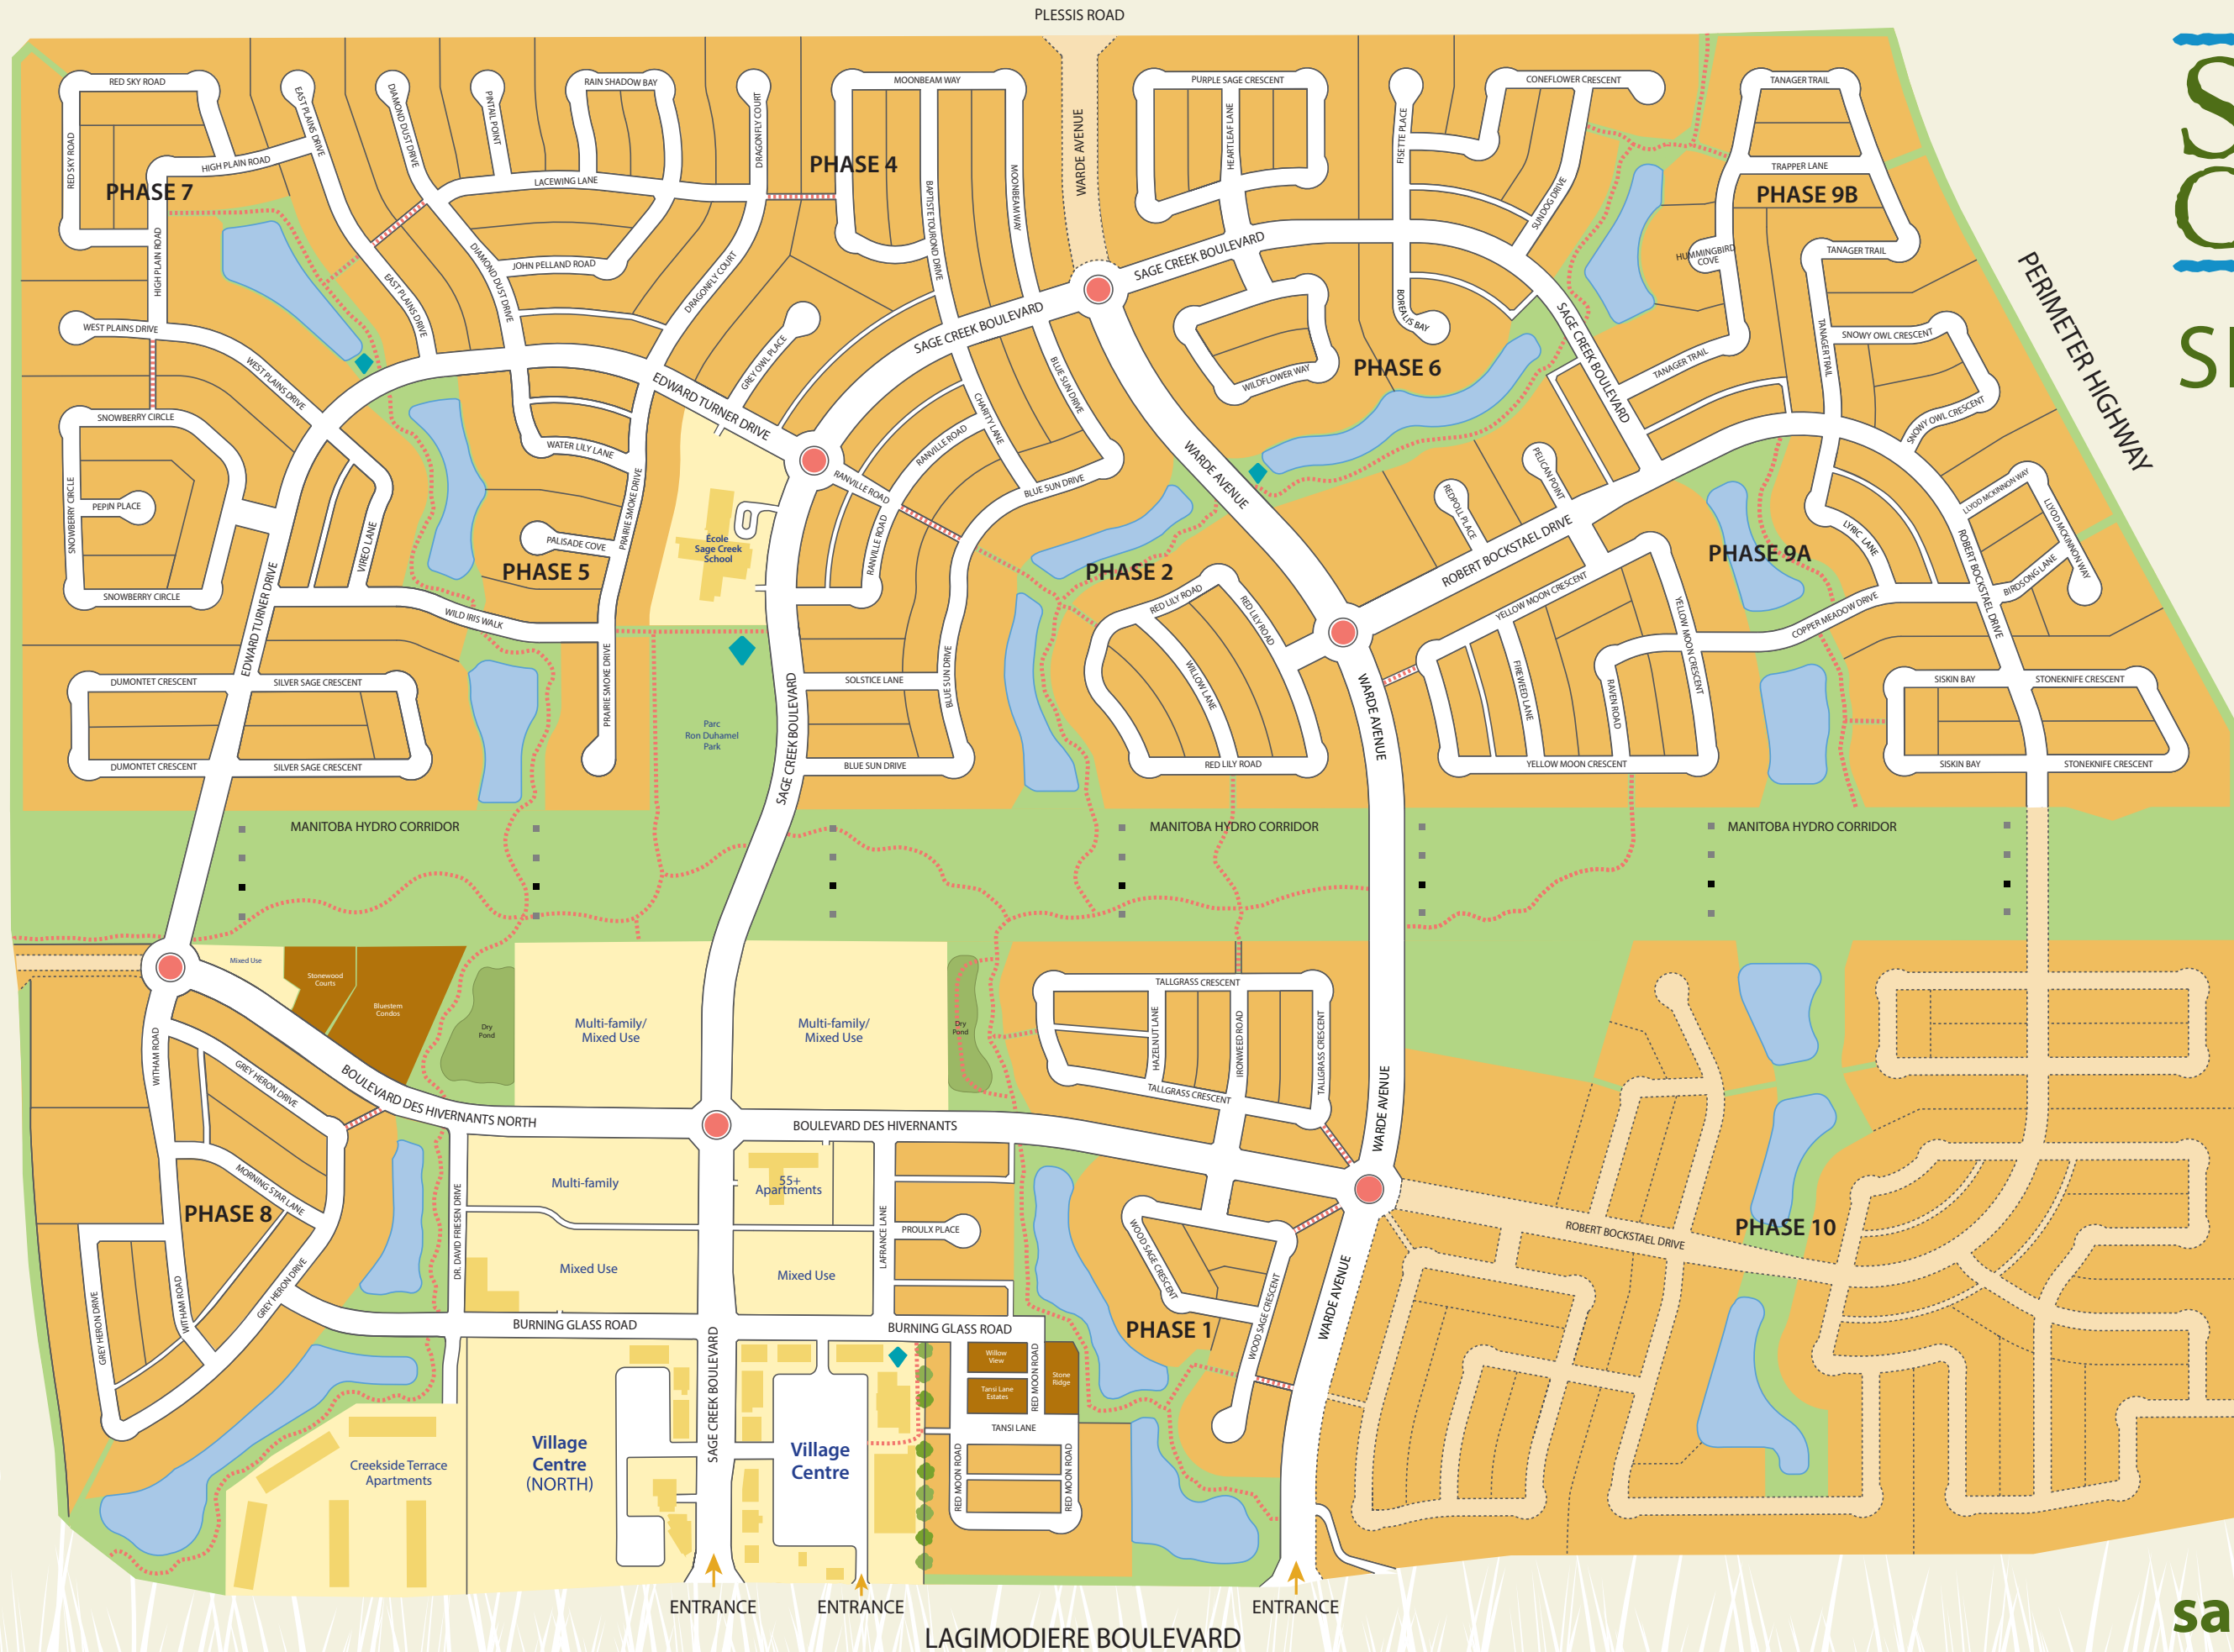 PLESSIS ROAD
RED SKY ROAD
RED SKY ROAD
EAST PLAINS DRIVE
DIAMOND DUST DRIVE
PINTAIL POINT
RAIN SHADOW BAY
DRAGONFLY COURT
MOONBEAM WAY
WARDE AVENUE
PURPLE SAGE CRESCENT
HEARTLEAF LANE
FISETTE PLACE
CONEFLOWER CRESCENT
TANAGER TRAIL
HIGH PLAIN ROAD
PHASE 7
LACEWING LANE
PHASE 4
BAPTISTE TOUROND DRIVE
MOONBEAM WAY
SUNDOG DRIVE
TRAPPER LANE
PHASE 9B
HIGH PLAIN ROAD
DIAMOND DUST DRIVE
JOHN PELLAND ROAD
DRAGONFLY COURT
SAGE CREEK BOULEVARD
HUMMINGBIRD
COVE
TANAGER TRAIL
PERIMETER HIGHWAY
EAST PLAINS DRIVE
WEST PLAINS DRIVE
WEST PLAINS DRIVE
SAGE CREEK BOULEVARD
BOREALIS BAY
SAGE CREEK BOULEVARD
TANAGER TRAIL
TANAGER TRAIL
SNOWY OWL CRESCENT
SNOWY OWL CRESCENT
GREY OWL PLACE
EDWARD TURNER DRIVE
BLUE SUN DRIVE
CHARITY LANE
WILDFLOWER WAY
PHASE 6
SNOWBERRY CIRCLE
SNOWBERRY CIRCLE
PEPIN PLACE
SNOWBERRY CIRCLE
WATER LILY LANE
PRAIRIE SMOKE DRIVE
RANVILLE ROAD
RANVILLE ROAD
RANVILLE ROAD
BLUE SUN DRIVE
WARDE AVENUE
PELICAN POINT
REDPOLL PLACE
ROBERT BOCKSTAEL DRIVE
LYRIC LANE
LLYOD MCKINNON WAY
LLYOD MCKINNON WAY
ROBERT BOCKSTAEL DRIVE
BIRDSONG LANE
VIREO LANE
PALISADE COVE
PHASE 5
École
Sage Creek
School
PHASE 2
PHASE 9A
EDWARD TURNER DRIVE
WILD IRIS WALK
RED LILY ROAD
RED LILY ROAD
WILLOW LANE
YELLOW MOON CRESCENT
YELLOW MOON CRESCENT
COPPER MEADOW DRIVE
DUMONTET CRESCENT
SILVER SAGE CRESCENT
PRAIRIE SMOKE DRIVE
Parc
Ron Duhamel
Park
SAGE CREEK BOULEVARD
SOLSTICE LANE
BLUE SUN DRIVE
WARDE AVENUE
FIREWEED LANE
RAVEN ROAD
SISKIN BAY
STONEKNIFE CRESCENT
DUMONTET CRESCENT
SILVER SAGE CRESCENT
BLUE SUN DRIVE
RED LILY ROAD
YELLOW MOON CRESCENT
SISKIN BAY
STONEKNIFE CRESCENT
MANITOBA HYDRO CORRIDOR
MANITOBA HYDRO CORRIDOR
MANITOBA HYDRO CORRIDOR
Mixed Use
Stonewood
Courts
Bluestem
Condos
Dry
Pond
Multi-family/
Mixed Use
Multi-family/
Mixed Use
Dry
Pond
TALLGRASS CRESCENT
HAZELNUT LANE
IRONWEED ROAD
TALLGRASS CRESCENT
TALLGRASS CRESCENT
WARDE AVENUE
WITHAM ROAD
GREY HERON DRIVE
BOULEVARD DES HIVERNANTS NORTH
BOULEVARD DES HIVERNANTS
MORNING STAR LANE
PHASE 8
DR. DAVID FRIESEN DRIVE
Multi-family
55+
Apartments
LAFRANCE LANE
PROULX PLACE
WOOD SAGE CRESCENT
WOOD SAGE CRESCENT
ROBERT BOCKSTAEL DRIVE
PHASE 10
Mixed Use
Mixed Use
GREY HERON DRIVE
WITHAM ROAD
GREY HERON DRIVE
BURNING GLASS ROAD
BURNING GLASS ROAD
PHASE 1
WARDE AVENUE
Willow
View
Tansi Lane
Estates
RED MOON ROAD
Stone
Ridge
SAGE CREEK BOULEVARD
TANSI LANE
Creekside Terrace
Apartments
Village
Centre
(NORTH)
Village
Centre
RED MOON ROAD
RED MOON ROAD
ENTRANCE
ENTRANCE
ENTRANCE
LAGIMODIERE BOULEVARD
S
sa